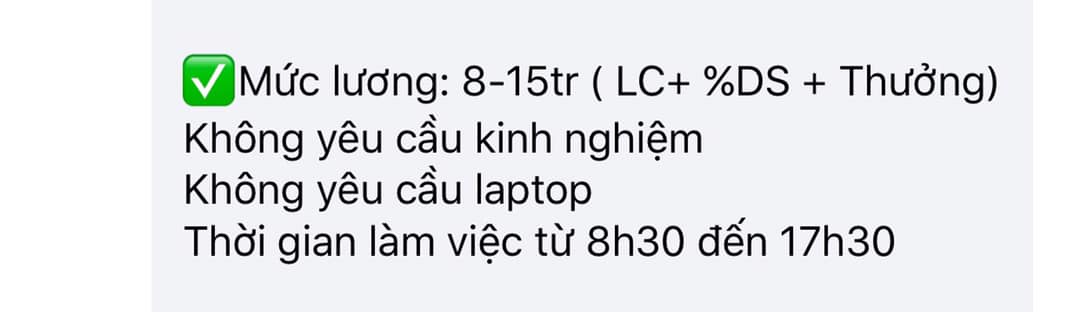 ✅Mức lương: 8-15tr ( LC+ %DS + Thưởng)
Không yêu cầu kinh nghiệm
Không yêu cầu laptop
Thời gian làm việc từ 8h30 đến 17h30